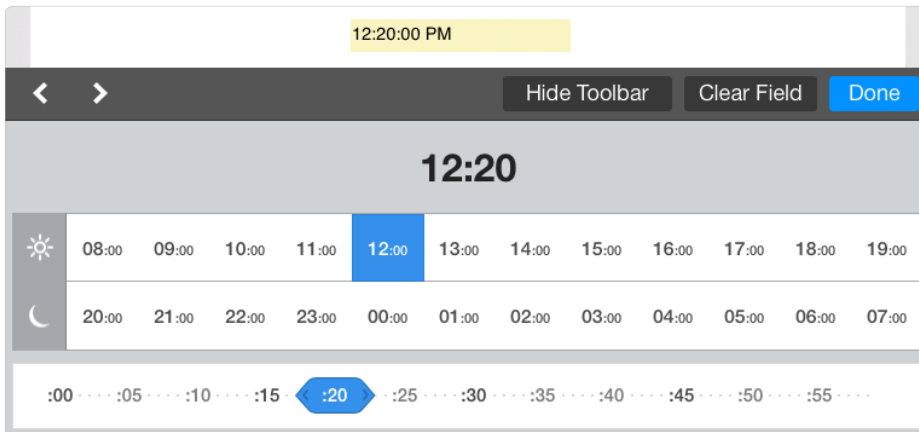 12:20:00 PM
Hide Toolbar Clear Field Done
12:20
08:00 09:00 10:00 11:00 12:00 13:00 14:00 15:00 16:00 17:00 18:00 19:00
20:00 21:00 22:00 23:00 00:00 01:00 02:00 03:00 04:00 05:00 06:00 07:00
:00 :05 :10 :15 :20 :25 :30 :35 :40 :45 :50 :55